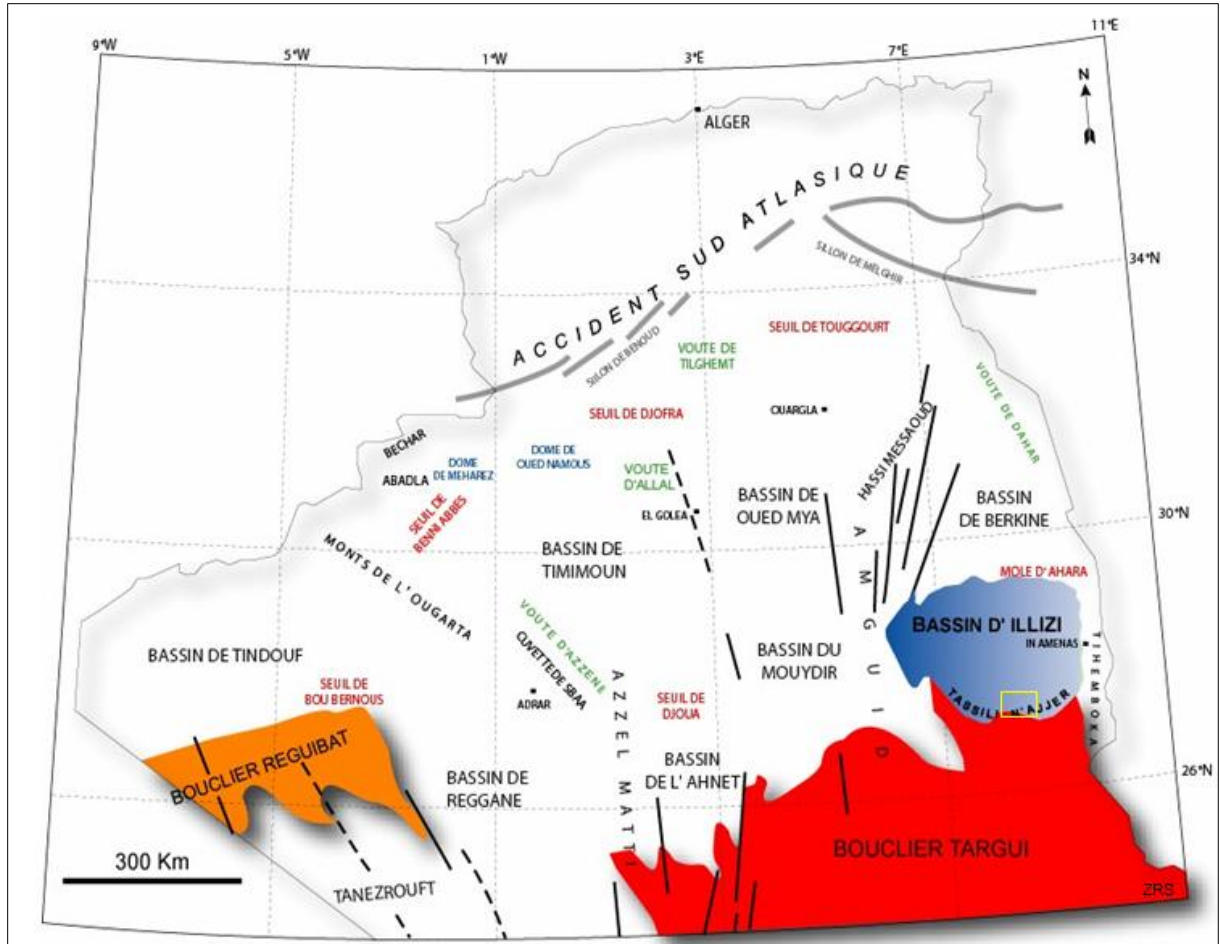 9°W
5°W
1°W
3°E
7°E
11°E
N
ALGER
ACCIDENT SUD ATLASIQUE
SILLON DE MELGHIR
34°N
SILLON DE BENOUD
VOUTE DE
TILGHEMT
SEUIL DE TOUGGOURT
SEUIL DE DJOFRA
OUARGLA
HASSI MESSAOUD
VOUTE DE DAHAR
BECHAR
ABADLA
DOME
DE MEHAREZ
DOME DE
OUED NAMOUS
SEUIL DE
BENNI ABBES
VOUTE
D'ALLAL
EL GOLEA
BASSIN DE
OUED MYA
BASSIN
DE BERKINE
30°N
MONTS DE L'OUGARTA
BASSIN DE
TIMIMOUN
AMGUID
MOLE D'AHARA
BASSIN D' ILLIZI
IN AMENAS
TIHEMBOKA
BASSIN DE TINDOUF
VOUTE D'AZZENE
CUVETTE DE SBAA
BASSIN DU
MOUYDIR
SEUIL DE
BOU BERNOUS
ADRAR
AZZEL MATTI
SEUIL DE
DJOUA
TASSILI-N'AJJER
BOUCLIER REGUIBAT
BASSIN DE
REGGANE
BASSIN
DE L' AHNET
26°N
300 Km
TANEZROUFT
BOUCLIER TARGUI
ZRS